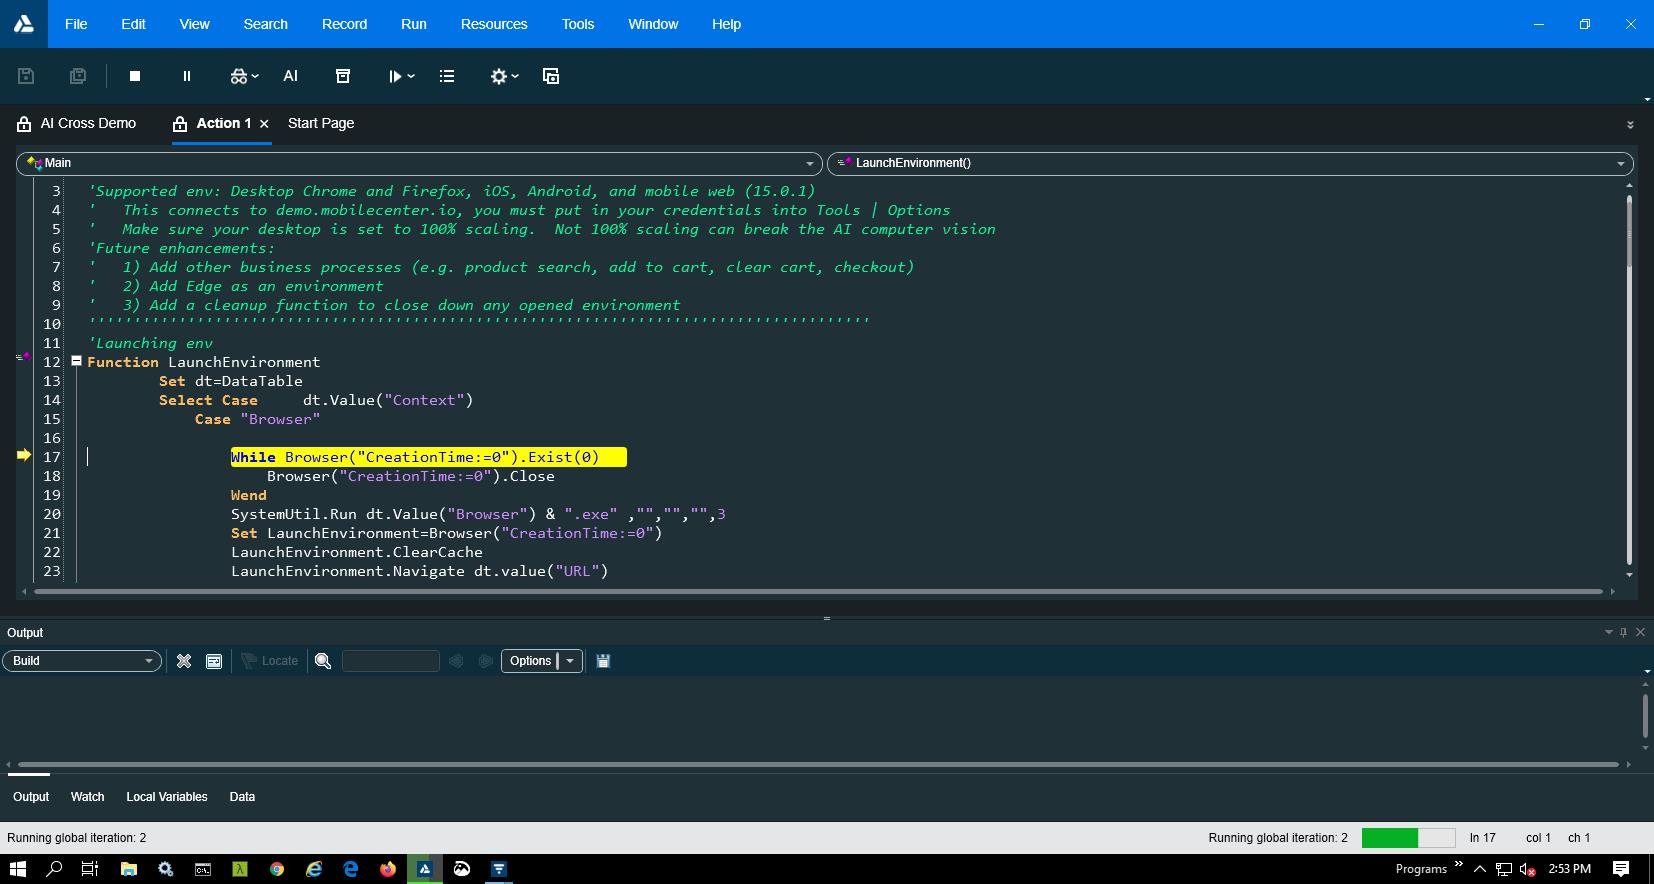 File Edit View Search Record Run Resources Tools Window Help
AI
AI Cross Demo Action 1 Start Page
Main LaunchEnvironment()
3 'Supported env: Desktop Chrome and Firefox, iOS, Android, and mobile web (15.0.1)
4 ' This connects to demo.mobilecenter.io, you must put in your credentials into Tools | Options
5 ' Make sure your desktop is set to 100% scaling. Not 100% scaling can break the AI computer vision
6 'Future enhancements:
7 ' 1) Add other business processes (e.g. product search, add to cart, clear cart, checkout)
8 ' 2) Add Edge as an environment
9 ' 3) Add a cleanup function to close down any opened environment
10 '''''''''''''''''''''''''''''''''''''''''''''''''''''''''''''''''''''''''''''''''''''''
11 'Launching env
12 Function LaunchEnvironment
13 Set dt=DataTable
14 Select Case dt.Value("Context")
15 Case "Browser"
16
17 While Browser("CreationTime:=0").Exist(0)
18 Browser("CreationTime:=0").Close
19 Wend
20 SystemUtil.Run dt.Value("Browser") & ".exe" ,"","","",3
21 Set LaunchEnvironment=Browser("CreationTime:=0")
22 LaunchEnvironment.ClearCache
23 LaunchEnvironment.Navigate dt.value("URL")
Output
Build Locate Options
Output Watch Local Variables Data
Running global iteration: 2 Running global iteration: 2 ln 17 col 1 ch 1
Programs 2:53 PM